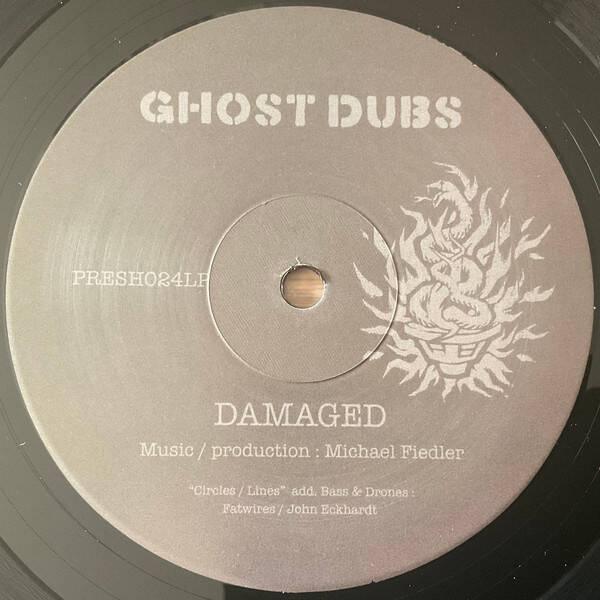 GHOST DUBS
PRESH024LP
DAMAGED
Music / production : Michael Fiedler
"Circles / Lines" add. Bass & Drones :
Fatwires / John Eckhardt